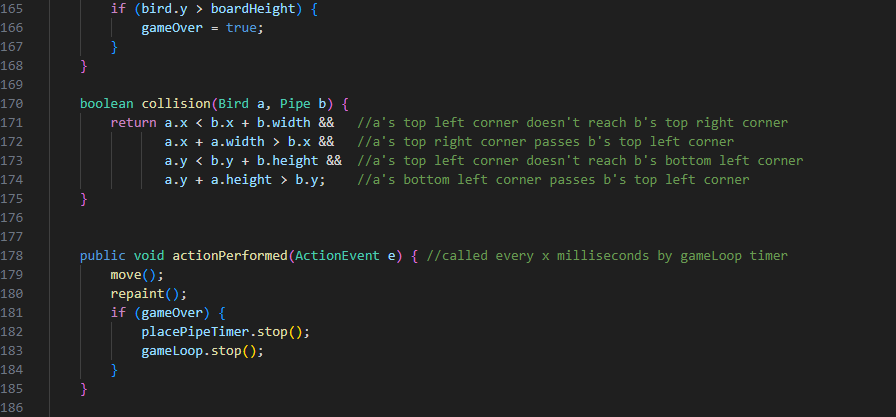 165 if (bird.y > boardHeight) {
166 gameOver = true;
167 }
168 }
169
170 boolean collision(Bird a, Pipe b) {
171 return a.x < b.x + b.width && //a's top left corner doesn't reach b's top right corner
172 a.x + a.width > b.x && //a's top right corner passes b's top left corner
173 a.y < b.y + b.height && //a's top left corner doesn't reach b's bottom left corner
174 a.y + a.height > b.y; //a's bottom left corner passes b's top left corner
175 }
176
177
178 public void actionPerformed(ActionEvent e) { //called every x milliseconds by gameLoop timer
179 move();
180 repaint();
181 if (gameOver) {
182 placePipeTimer.stop();
183 gameLoop.stop();
184 }
185 }
186